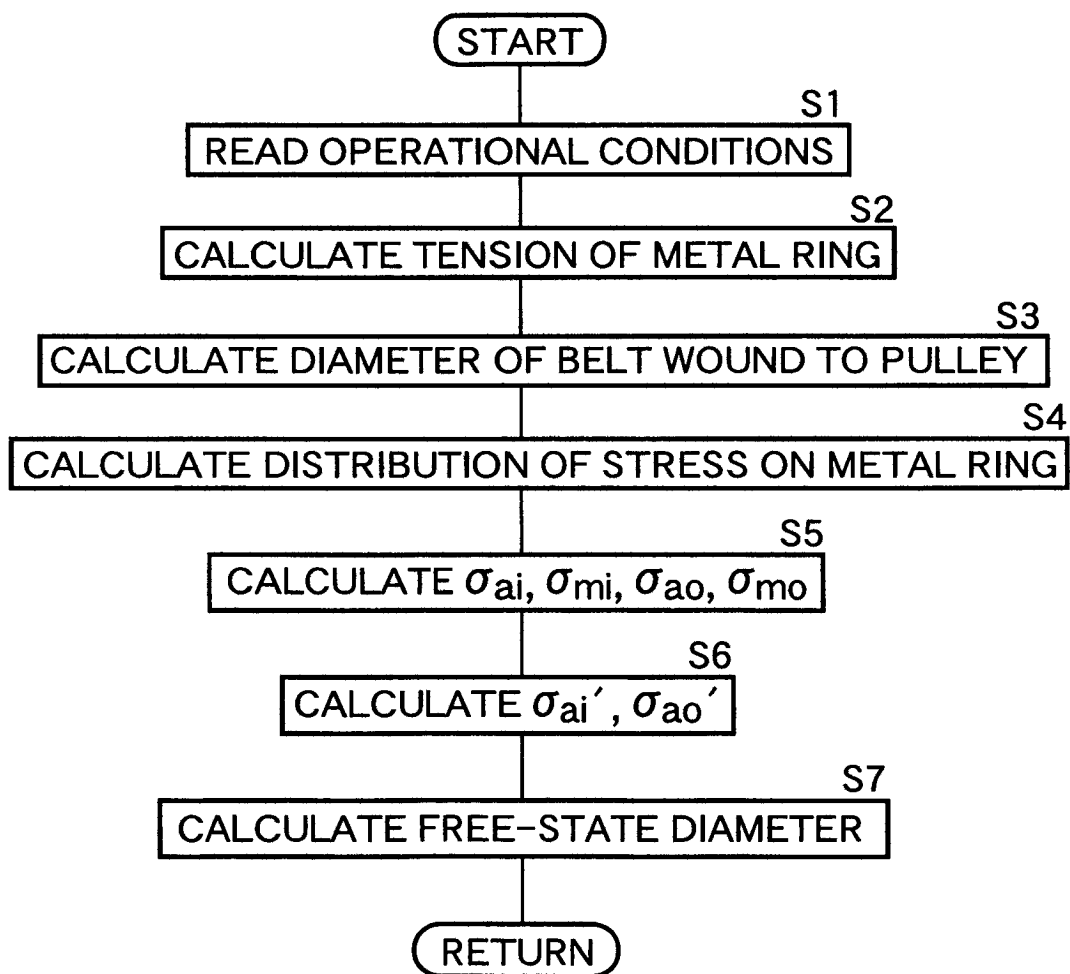 START
S1
READ OPERATIONAL CONDITIONS
S2
CALCULATE TENSION OF METAL RING
S3
CALCULATE DIAMETER OF BELT WOUND TO PULLEY
S4
CALCULATE DISTRIBUTION OF STRESS ON METAL RING
S5
CALCULATE σai, σmi, σao, σmo
S6
CALCULATE σai′, σao′
S7
CALCULATE FREE-STATE DIAMETER
RETURN